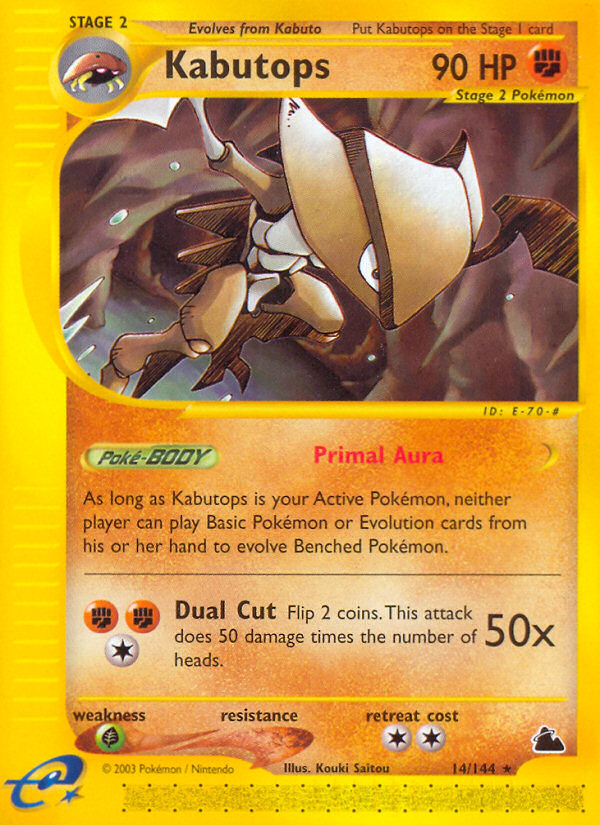 STAGE 2
Evolves from Kabuto
Put Kabutops on the Stage 1 card
Kabutops
90 HP
Stage 2 Pokémon
ID: E-70-#
Poké-BODY
Primal Aura
As long as Kabutops is your Active Pokémon, neither
player can play Basic Pokémon or Evolution cards from
his or her hand to evolve Benched Pokémon.
Dual Cut Flip 2 coins. This attack
does 50 damage times the number of
heads.
50x
weakness
resistance
retreat cost
© 2003 Pokémon / Nintendo
Illus. Kouki Saitou
14/144 ★
e